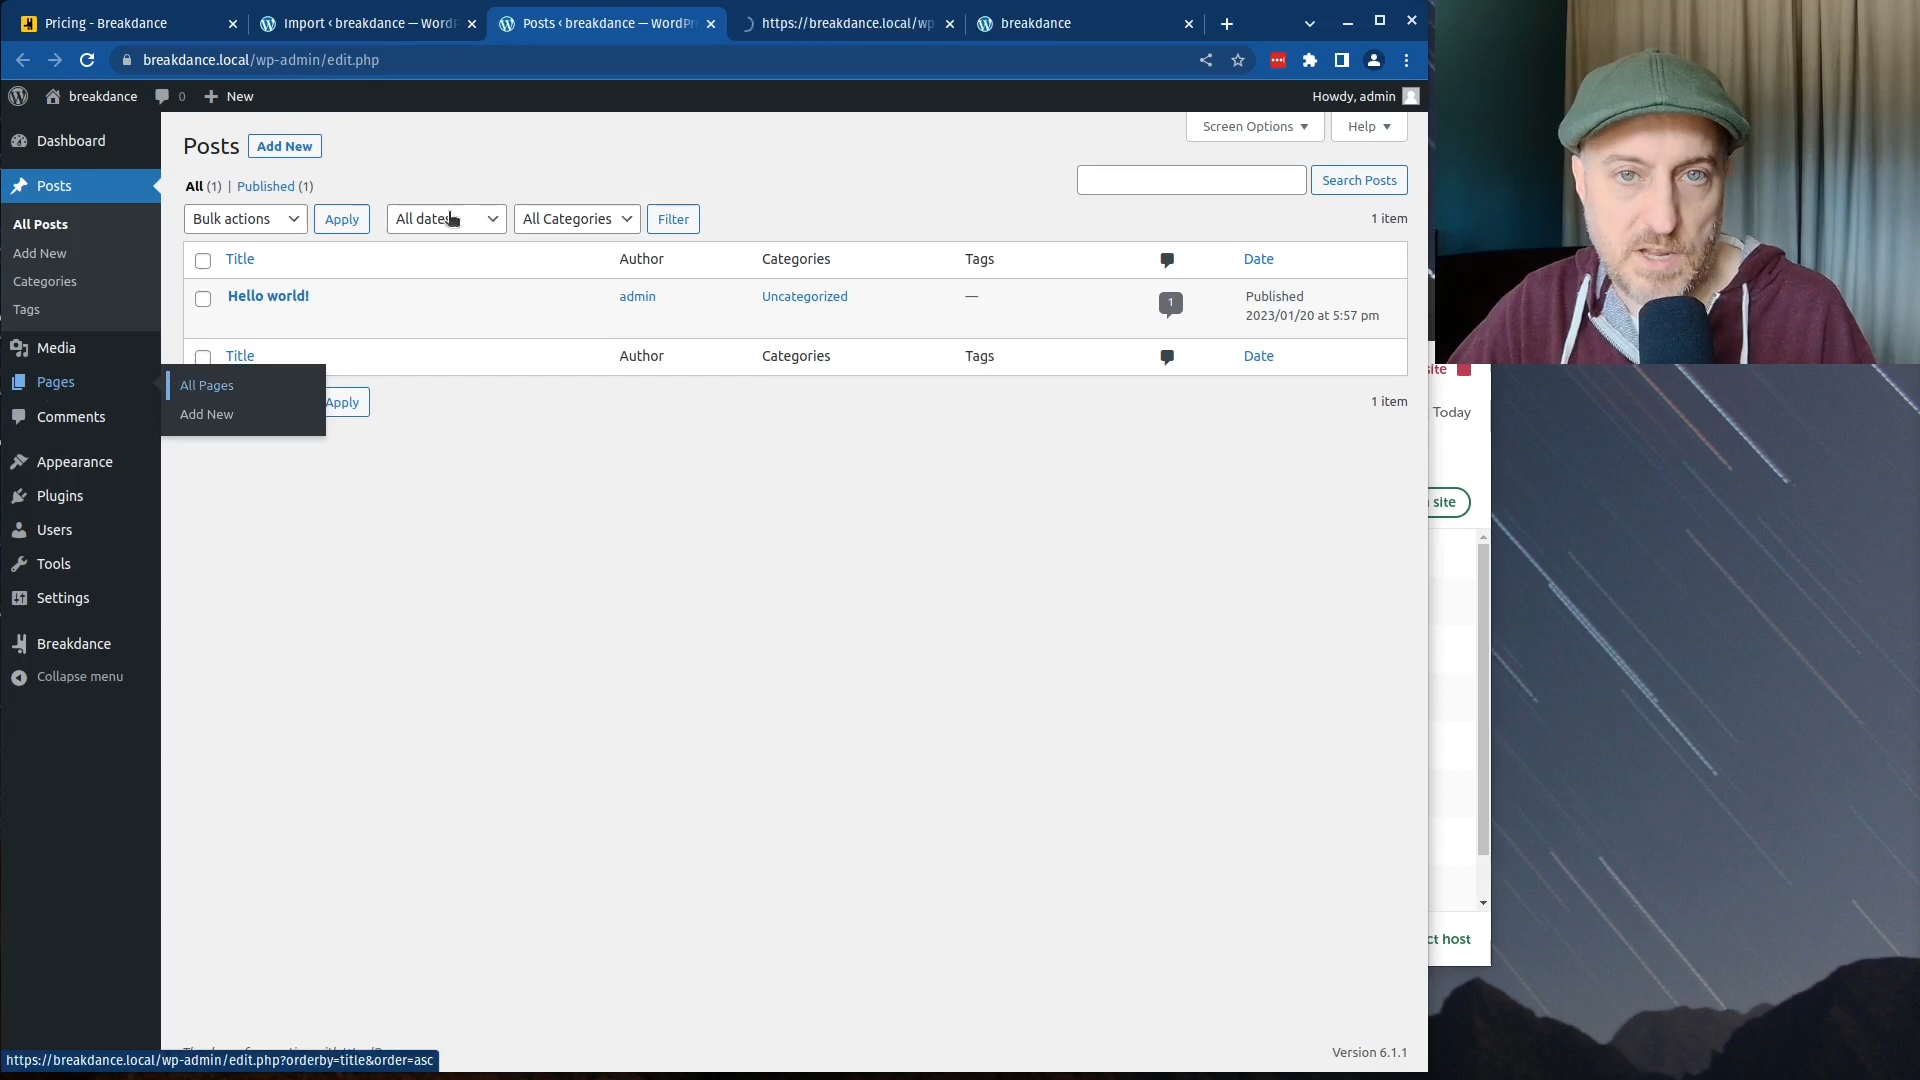 Pricing - Breakdance
Import ‹ breakdance — WordP
Posts ‹ breakdance — WordPr
https://breakdance.local/wp
breakdance
breakdance.local/wp-admin/edit.php
breakdance
0
New
Howdy, admin
Dashboard
Posts
All Posts
Add New
Categories
Tags
Media
Pages
Comments
Appearance
Plugins
Users
Tools
Settings
Breakdance
Collapse menu
All Pages
Add New
Posts
Add New
Screen Options
Help
All (1) | Published (1)
Search Posts
Bulk actions
Apply
All dates
All Categories
Filter
1 item
Title
Author
Categories
Tags
Date
Hello world!
admin
Uncategorized
—
1
Published
2023/01/20 at 5:57 pm
Title
Author
Categories
Tags
Date
Apply
1 item
Version 6.1.1
https://breakdance.local/wp-admin/edit.php?orderby=title&order=asc
site
Today
site
ct host